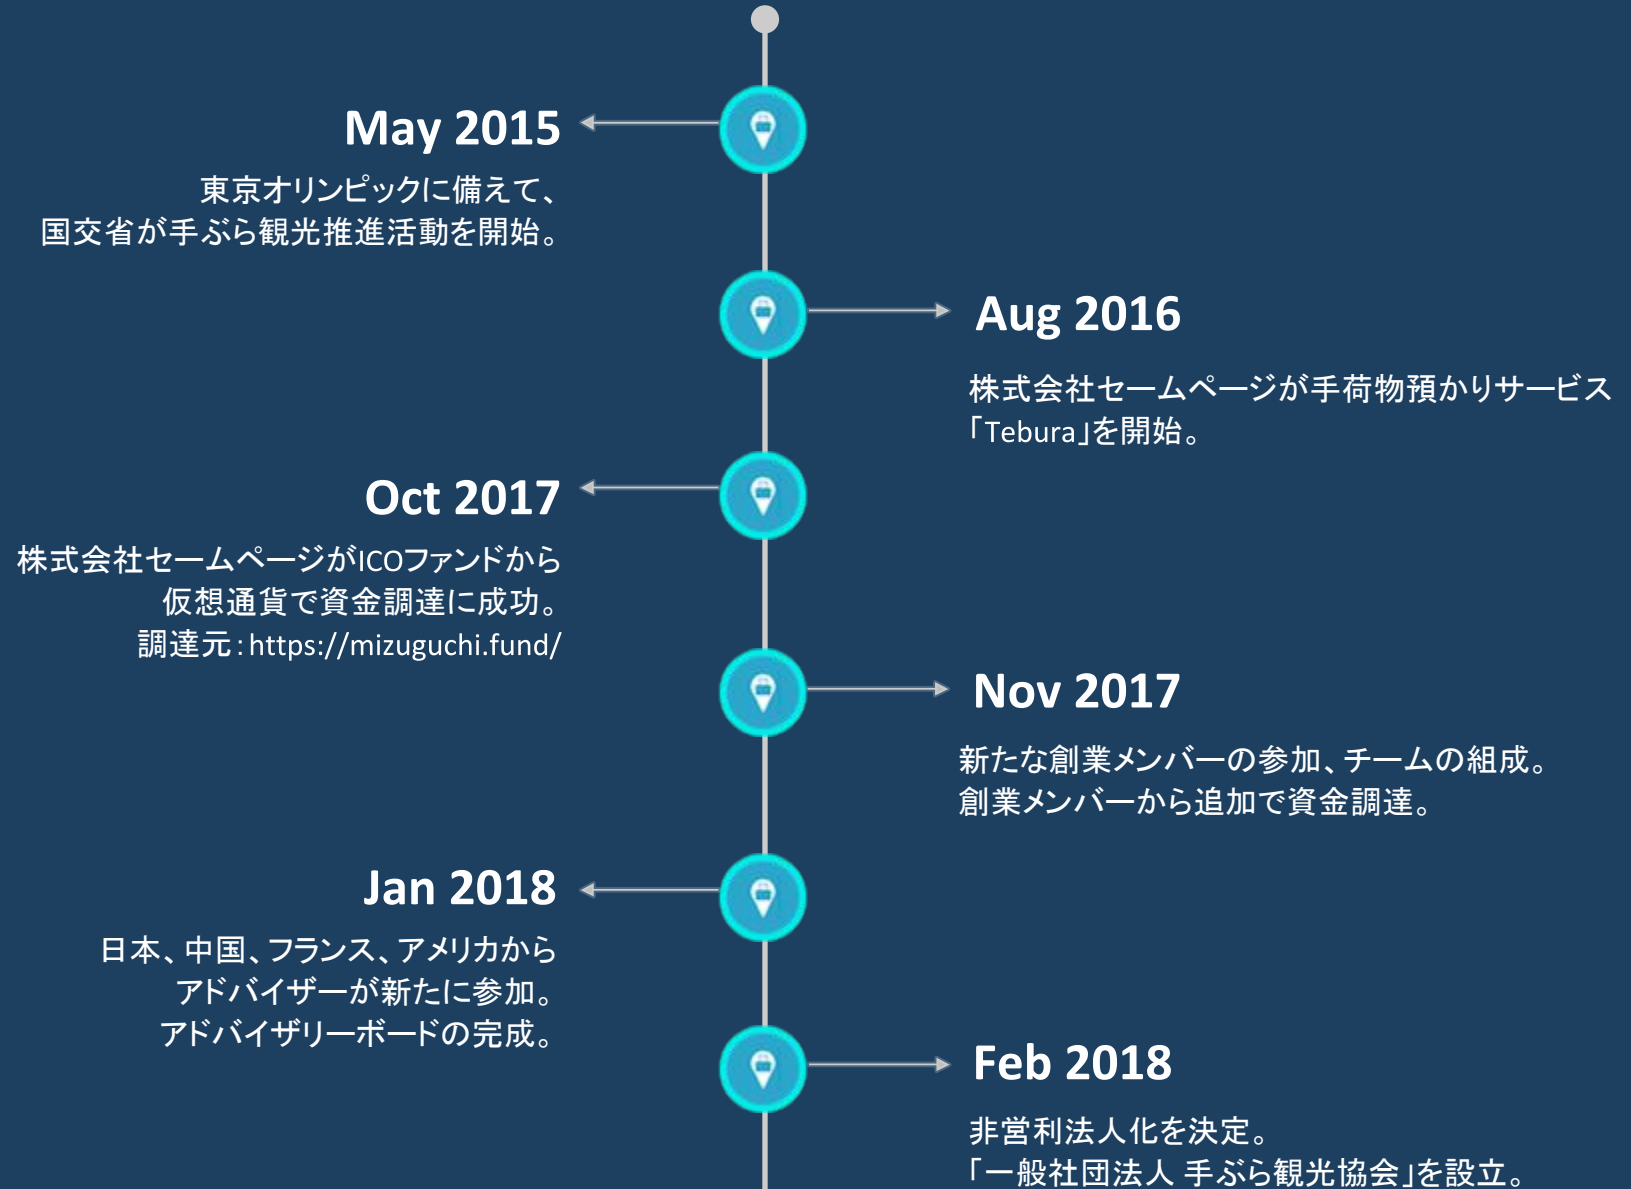 May 2015
東京オリンピックに備えて、
国交省が手ぶら観光推進活動を開始。
Aug 2016
株式会社セームページが手荷物預かりサービス
「Tebura」を開始。
Oct 2017
株式会社セームページがICOファンドから
仮想通貨で資金調達に成功。
調達元：https://mizuguchi.fund/
Nov 2017
新たな創業メンバーの参加、チームの組成。
創業メンバーから追加で資金調達。
Jan 2018
日本、中国、フランス、アメリカから
アドバイザーが新たに参加。
アドバイザリーボードの完成。
Feb 2018
非営利法人化を決定。
「一般社団法人 手ぶら観光協会」を設立。